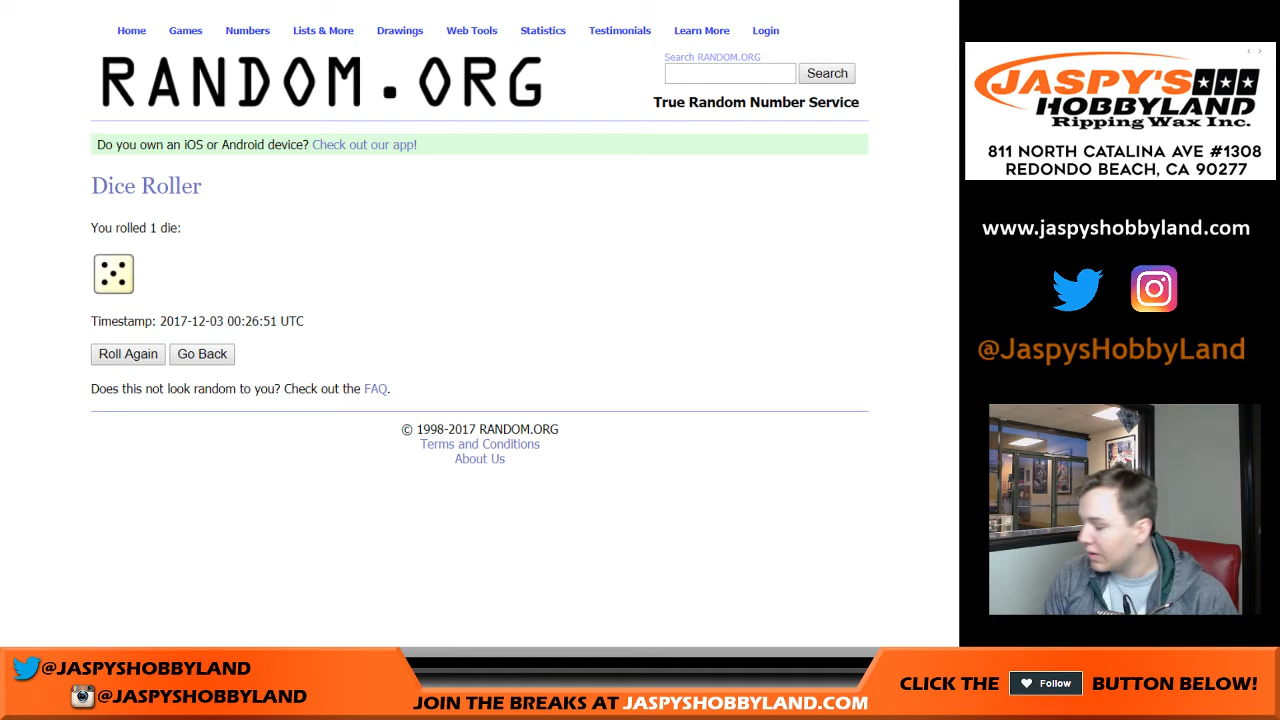 Home Games Numbers Lists & More Drawings Web Tools Statistics Testimonials Learn More Login
RANDOM.ORG
Search RANDOM.ORG
Search
True Random Number Service
Do you own an iOS or Android device? Check out our app!
Dice Roller
You rolled 1 die:
Timestamp: 2017-12-03 00:26:51 UTC
Roll Again Go Back
Does this not look random to you? Check out the FAQ.
© 1998-2017 RANDOM.ORG
Terms and Conditions
About Us
JASPY'S
HOBBYLAND
Ripping Wax Inc.
811 NORTH CATALINA AVE #1308
REDONDO BEACH, CA 90277
www.jaspyshobbyland.com
@JaspysHobbyLand
@JASPYSHOBBYLAND
@JASPYSHOBBYLAND
JOIN THE BREAKS AT JASPYSHOBBYLAND.COM
CLICK THE Follow BUTTON BELOW!